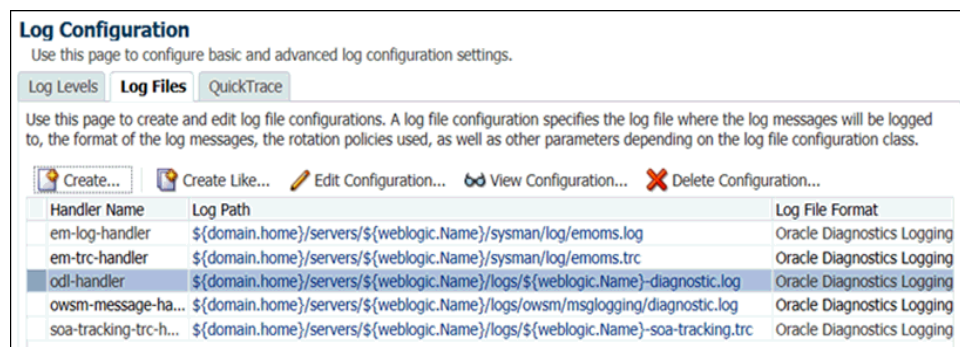 Log Configuration
Use this page to configure basic and advanced log configuration settings.
Log Levels Log Files QuickTrace
Use this page to create and edit log file configurations. A log file configuration specifies the log file where the log messages will be logged
to, the format of the log messages, the rotation policies used, as well as other parameters depending on the log file configuration class.
Create... Create Like... Edit Configuration... View Configuration... Delete Configuration...
Handler Name Log Path Log File Format
em-log-handler ${domain.home}/servers/${weblogic.Name}/sysman/log/emoms.log Oracle Diagnostics Logging
em-trc-handler ${domain.home}/servers/${weblogic.Name}/sysman/log/emoms.trc Oracle Diagnostics Logging
odl-handler ${domain.home}/servers/${weblogic.Name}/logs/${weblogic.Name}-diagnostic.log Oracle Diagnostics Logging
owsm-message-ha... ${domain.home}/servers/${weblogic.Name}/logs/owsm/msglogging/diagnostic.log Oracle Diagnostics Logging
soa-tracking-trc-h... ${domain.home}/servers/${weblogic.Name}/logs/${weblogic.Name}-soa-tracking.trc Oracle Diagnostics Logging